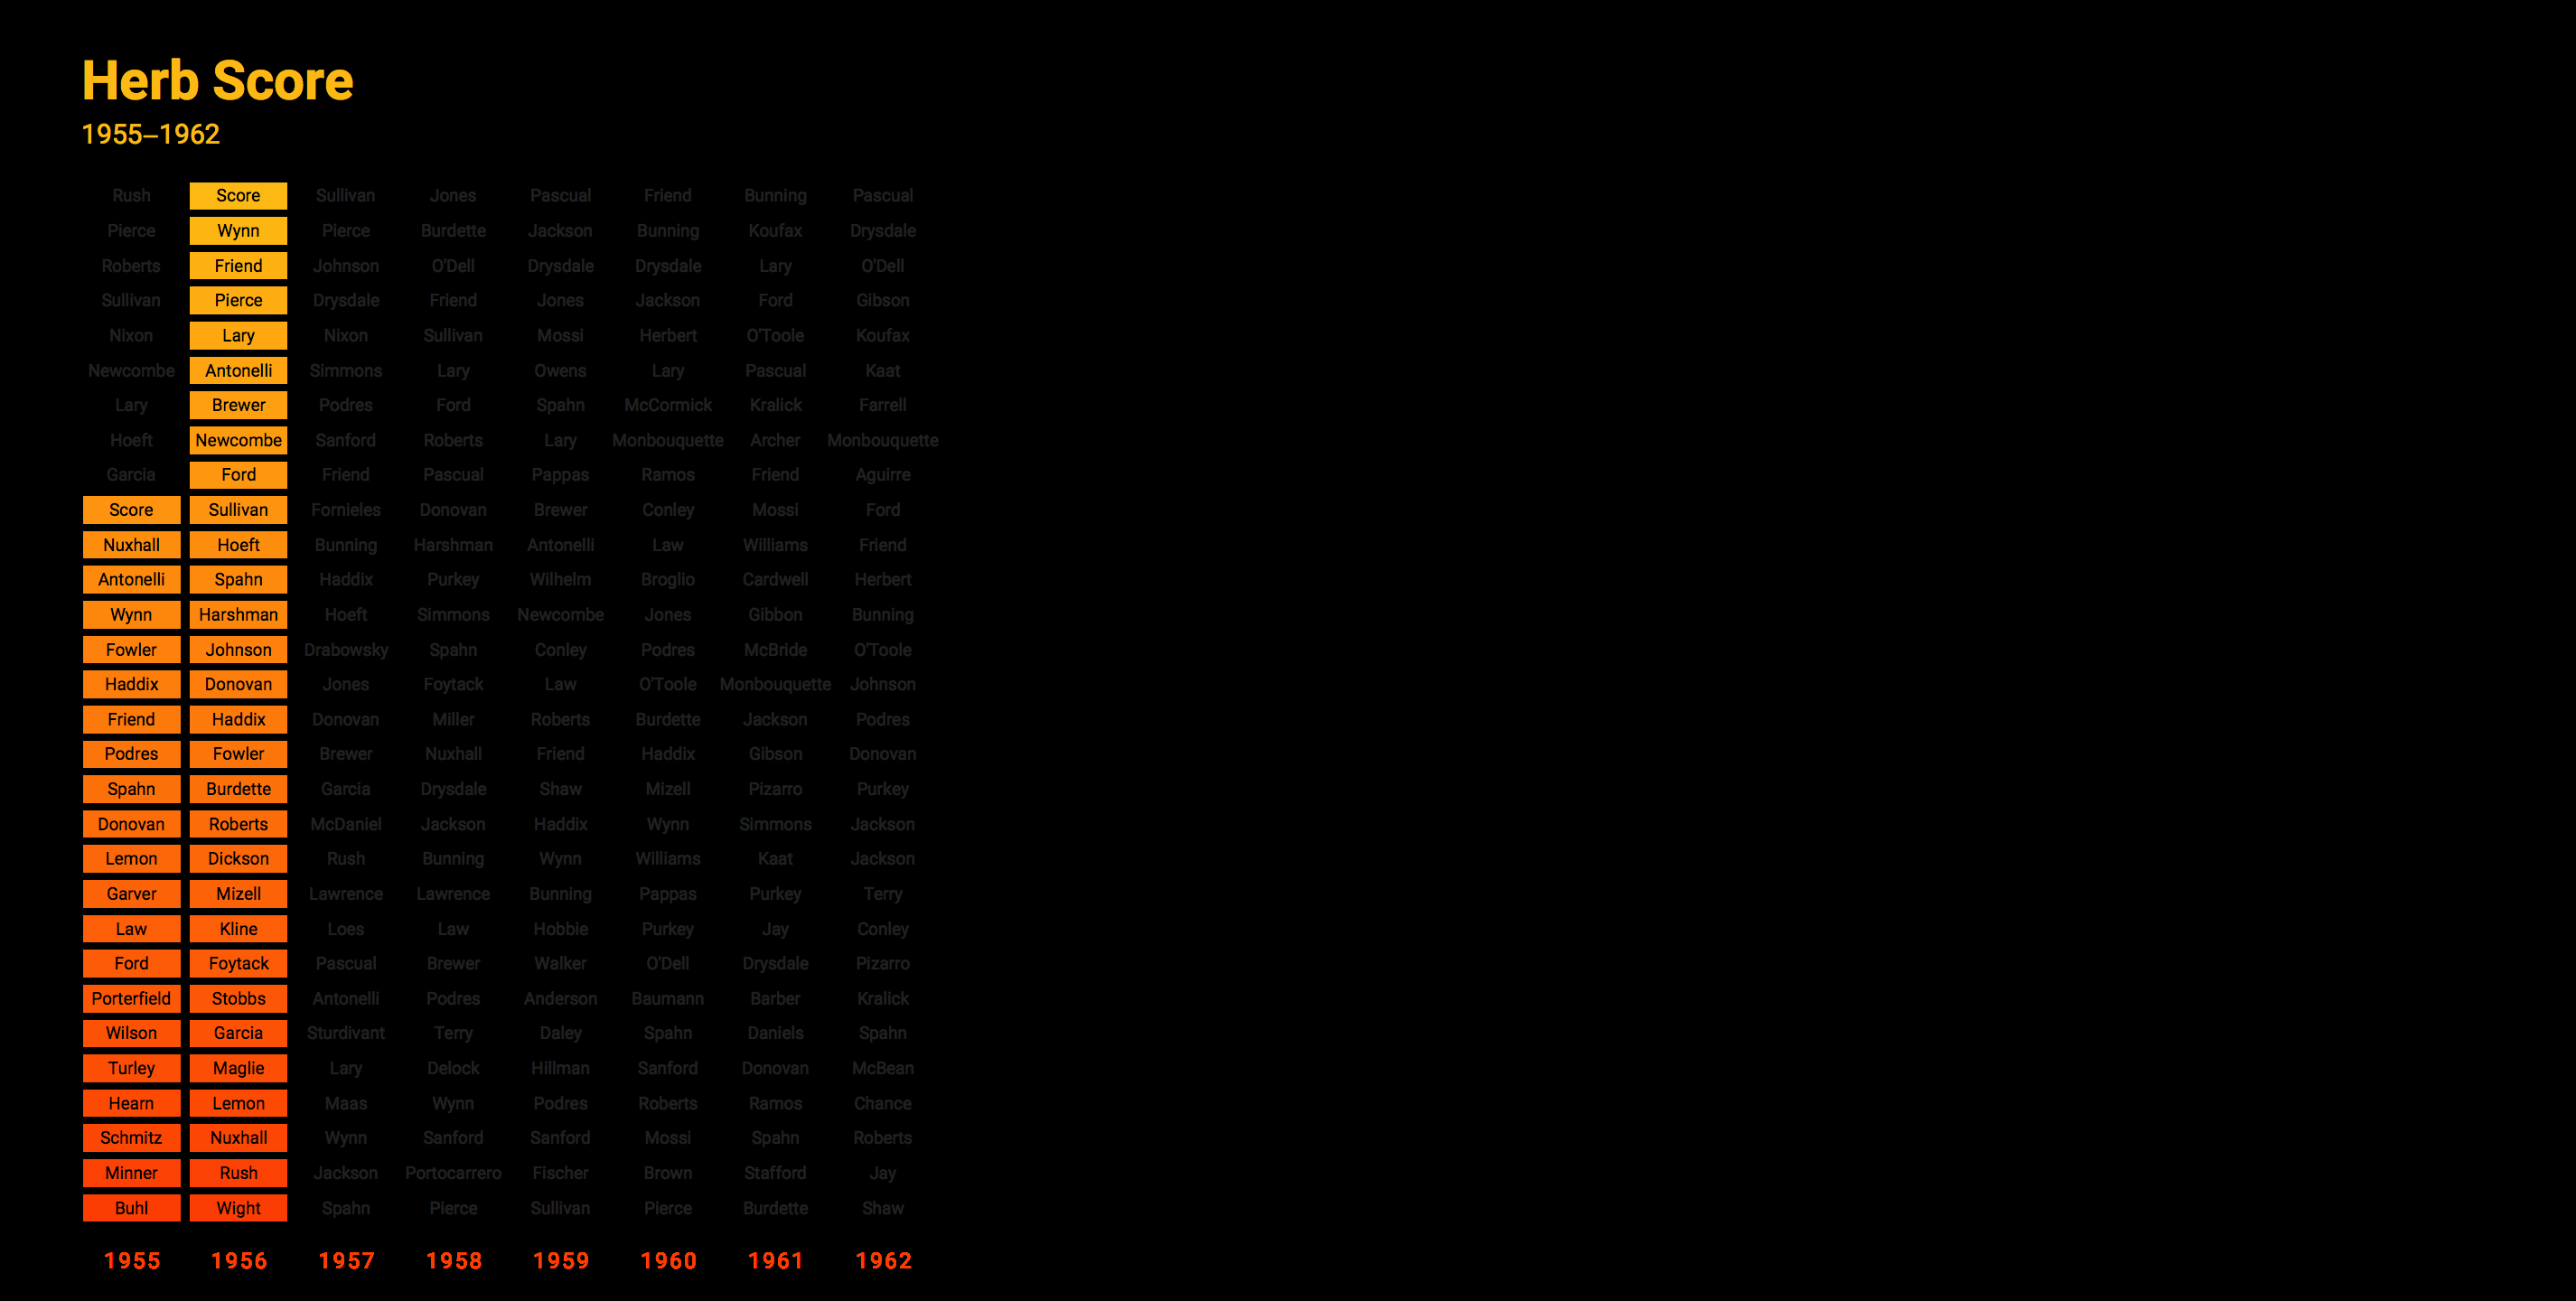 Herb Score
1955–1962
Rush Score Sullivan Jones Pascual Friend Bunning Pascual
Pierce Wynn Pierce Burdette Jackson Bunning Koufax Drysdale
Roberts Friend Johnson O'Dell Drysdale Drysdale Lary O'Dell
Sullivan Pierce Drysdale Friend Jones Jackson Ford Gibson
Nixon Lary Nixon Sullivan Mossi Herbert O'Toole Koufax
Newcombe Antonelli Simmons Lary Owens Lary Pascual Kaat
Lary Brewer Podres Ford Spahn McCormick Kralick Farrell
Hoeft Newcombe Sanford Roberts Lary Monbouquette Archer Monbouquette
Garcia Ford Friend Pascual Pappas Ramos Friend Aguirre
Score Sullivan Fornieles Donovan Brewer Conley Mossi Ford
Nuxhall Hoeft Bunning Harshman Antonelli Law Williams Friend
Antonelli Spahn Haddix Purkey Wilhelm Broglio Cardwell Herbert
Wynn Harshman Hoeft Simmons Newcombe Jones Gibbon Bunning
Fowler Johnson Drabowsky Spahn Conley Podres McBride O'Toole
Haddix Donovan Jones Foytack Law O'Toole Monbouquette Johnson
Friend Haddix Donovan Miller Roberts Burdette Jackson Podres
Podres Fowler Brewer Nuxhall Friend Haddix Gibson Donovan
Spahn Burdette Garcia Drysdale Shaw Mizell Pizarro Purkey
Donovan Roberts McDaniel Jackson Haddix Wynn Simmons Jackson
Lemon Dickson Rush Bunning Wynn Williams Kaat Jackson
Garver Mizell Lawrence Lawrence Bunning Pappas Purkey Terry
Law Kline Loes Law Hobbie Purkey Jay Conley
Ford Foytack Pascual Brewer Walker O'Dell Drysdale Pizarro
Porterfield Stobbs Antonelli Podres Anderson Baumann Barber Kralick
Wilson Garcia Sturdivant Terry Daley Spahn Daniels Spahn
Turley Maglie Lary Delock Hillman Sanford Donovan McBean
Hearn Lemon Maas Wynn Podres Roberts Ramos Chance
Schmitz Nuxhall Wynn Sanford Sanford Mossi Spahn Roberts
Minner Rush Jackson Portocarrero Fischer Brown Stafford Jay
Buhl Wight Spahn Pierce Sullivan Pierce Burdette Shaw
1955 1956 1957 1958 1959 1960 1961 1962